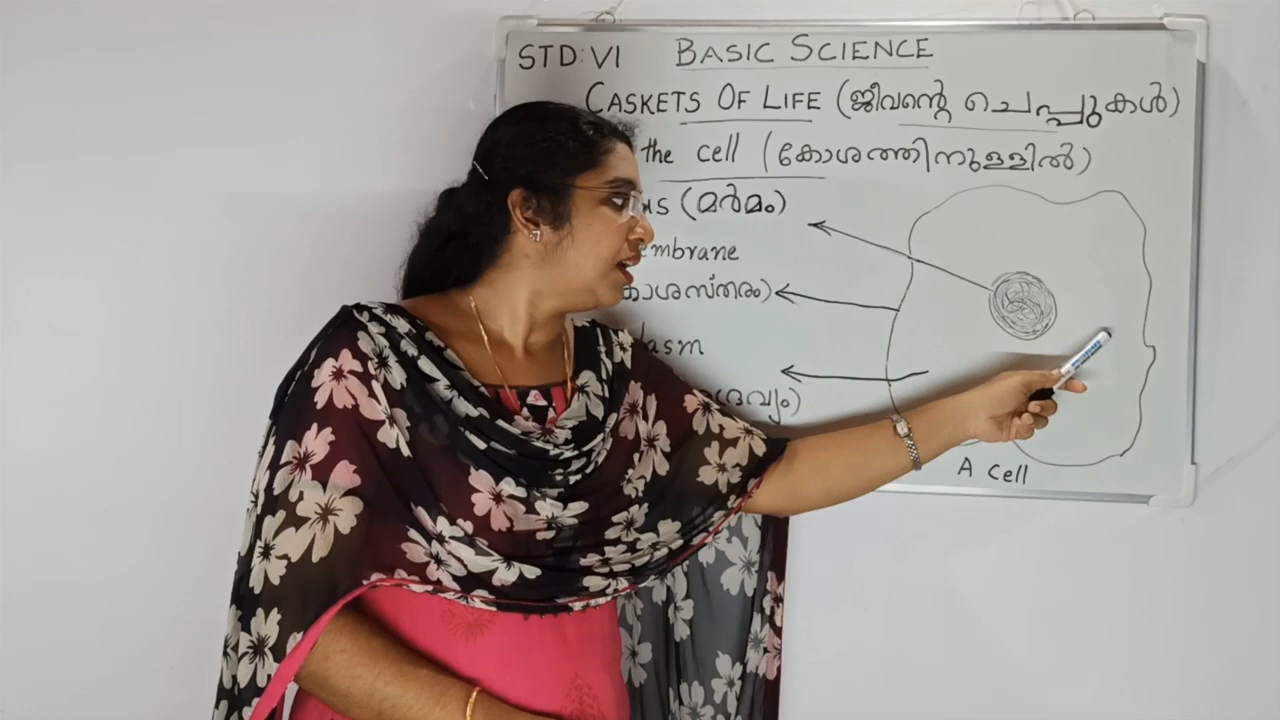 STD: VI BASIC SCIENCE
CASKETS OF LIFE (ജീവന്റെ ചെപ്പുകൾ)
the cell (കോശത്തിനുള്ളിൽ)
(മർമം)
embrane
കോശസ്തരം)
lasm
ദ്രവ്യം)
A cell